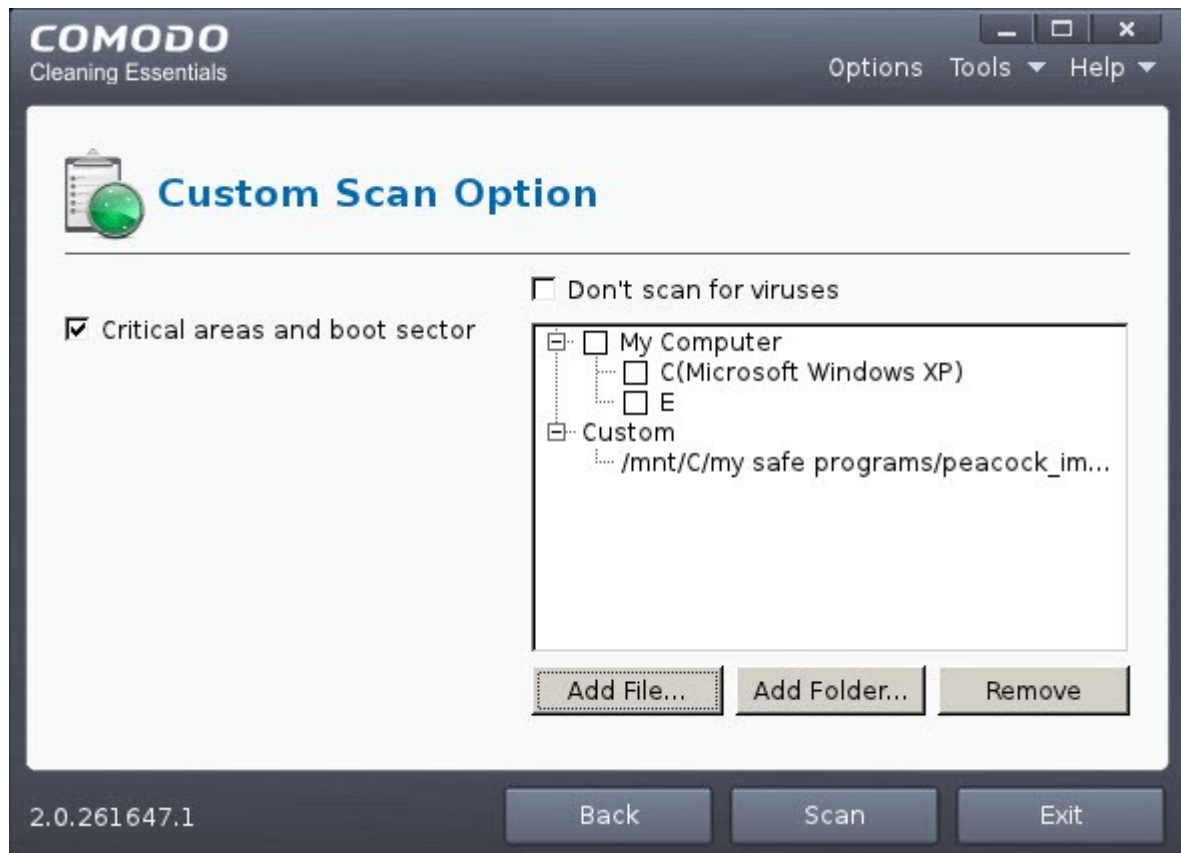 COMODO
Cleaning Essentials
Options Tools Help
Custom Scan Option
Don't scan for viruses
Critical areas and boot sector
My Computer
C(Microsoft Windows XP)
E
Custom
/mnt/C/my safe programs/peacock_im...
Add File... Add Folder... Remove
2.0.261647.1 Back Scan Exit